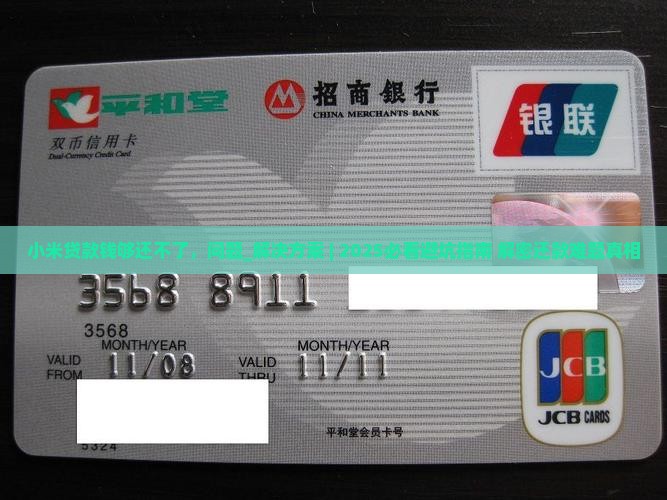 平和堂
双币信用卡
Dual-Currency Credit Card
招商银行
CHINA MERCHANTS BANK
银联
小米贷款钱够还不了，问题_解决方案 | 2025必看避坑指南 解密还款难题真相
3568 8911
3568
MONTH/YEAR
MONTH/YEAR
VALID FROM 11/08
VALID THRU 11/11
JCB
JCB CARDS
平和堂会员卡号
5324